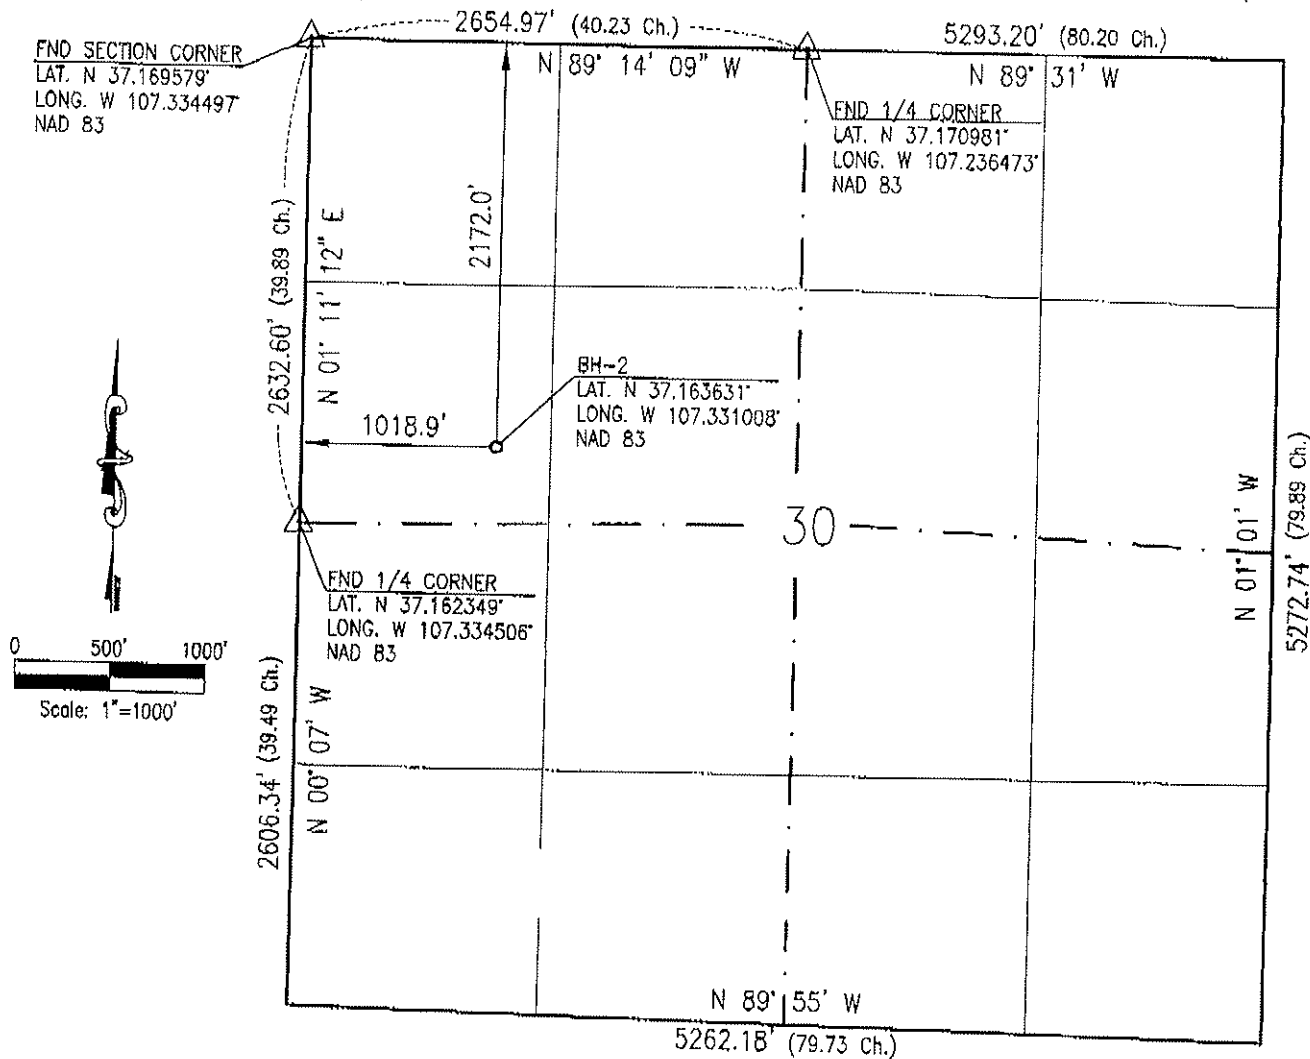 2654.97' (40.23 Ch.)
5293.20' (80.20 Ch.)
FND SECTION CORNER
LAT. N 37.169579°
LONG. W 107.334497°
NAD 83
N 89° 14' 09" W
N 89° 31' W
FND 1/4 CORNER
LAT. N 37.170981°
LONG. W 107.236473°
NAD 83
2632.60' (39.89 Ch.)
N 01° 11' 12" E
2172.0'
BH-2
LAT. N 37.163631°
LONG. W 107.331008°
NAD 83
1018.9'
30
N 01° 01' W
5272.74' (79.89 Ch.)
FND 1/4 CORNER
LAT. N 37.162349°
LONG. W 107.334506°
NAD 83
0 500' 1000'
Scale: 1"=1000'
2606.34' (39.49 Ch.)
N 00° 07' W
N 89° 55' W
5262.18' (79.73 Ch.)